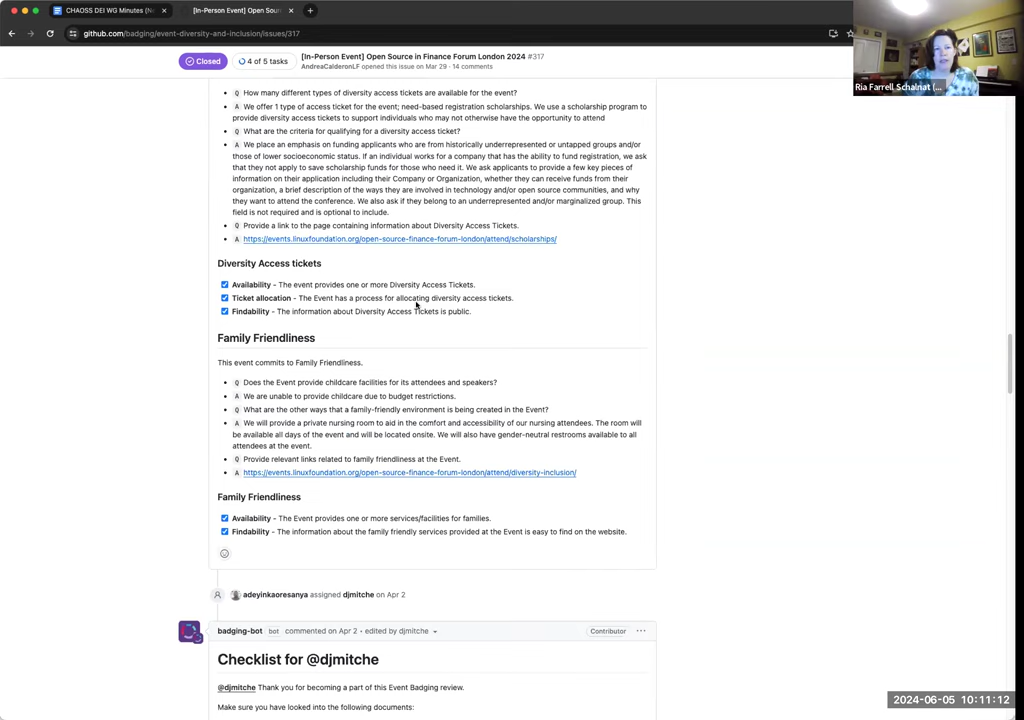 CHAOSS DEI WG Minutes (N
[In-Person Event] Open Sour
github.com/badging/event-diversity-and-inclusion/issues/317
Closed
4 of 5 tasks
[In-Person Event] Open Source in Finance Forum London 2024 #317
AndreaCalderonLF opened this issue on Mar 29 · 14 comments
Ria Farrell Schalnat (...
Q How many different types of diversity access tickets are available for the event?
A We offer 1 type of access ticket for the event; need-based registration scholarships. We use a scholarship program to
provide diversity access tickets to support individuals who may not otherwise have the opportunity to attend
Q What are the criteria for qualifying for a diversity access ticket?
A We place an emphasis on funding applicants who are from historically underrepresented or untapped groups and/or
those of lower socioeconomic status. If an individual works for a company that has the ability to fund registration, we ask
that they not apply to save scholarship funds for those who need it. We ask applicants to provide a few key pieces of
information on their application including their Company or Organization, whether they can receive funds from their
organization, a brief description of the ways they are involved in technology and/or open source communities, and why
they want to attend the conference. We also ask if they belong to an underrepresented and/or marginalized group. This
field is not required and is optional to include.
Q Provide a link to the page containing information about Diversity Access Tickets.
A https://events.linuxfoundation.org/open-source-finance-forum-london/attend/scholarships/
Diversity Access tickets
Availability - The event provides one or more Diversity Access Tickets.
Ticket allocation - The Event has a process for allocating diversity access tickets.
Findability - The information about Diversity Access Tickets is public.
Family Friendliness
This event commits to Family Friendliness.
Q Does the Event provide childcare facilities for its attendees and speakers?
A We are unable to provide childcare due to budget restrictions.
Q What are the other ways that a family-friendly environment is being created in the Event?
A We will provide a private nursing room to aid in the comfort and accessibility of our nursing attendees. The room will
be available all days of the event and will be located onsite. We will also have gender-neutral restrooms available to all
attendees at the event.
Q Provide relevant links related to family friendliness at the Event.
A https://events.linuxfoundation.org/open-source-finance-forum-london/attend/diversity-inclusion/
Family Friendliness
Availability - The Event provides one or more services/facilities for families.
Findability - The information about the family friendly services provided at the Event is easy to find on the website.
adeyinkaoresanya assigned djmitche on Apr 2
badging-bot bot commented on Apr 2 • edited by djmitche
Contributor
Checklist for @djmitche
@djmitche Thank you for becoming a part of this Event Badging review.
Make sure you have looked into the following documents:
2024-06-05 10:11:12